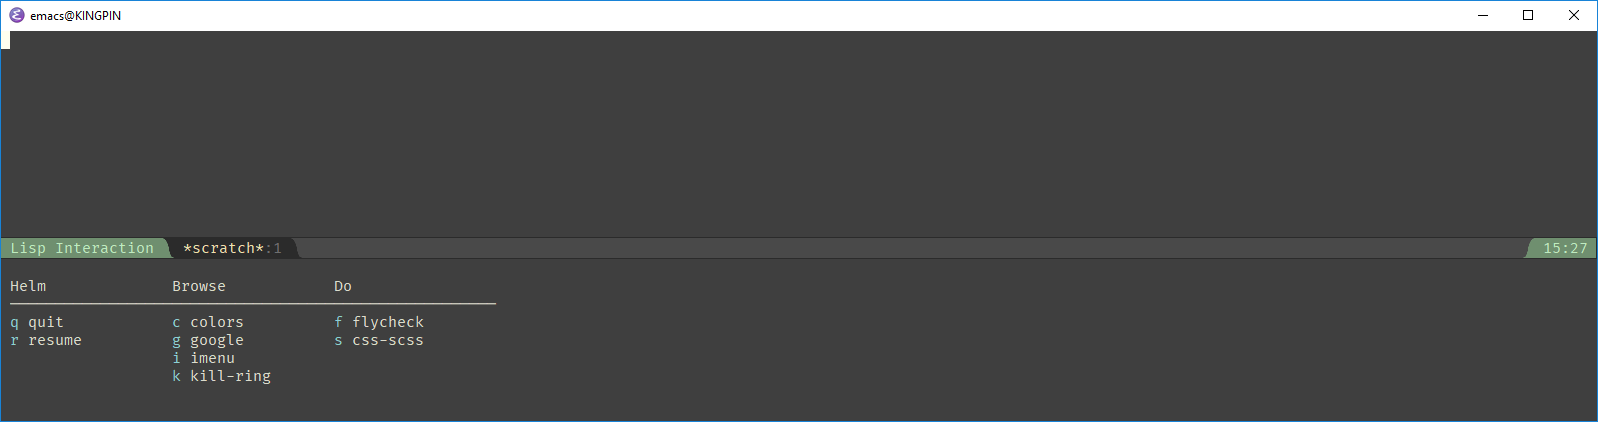 emacs@KINGPIN
Lisp Interaction *scratch*:1 15:27
Helm Browse Do
q quit c colors f flycheck
r resume g google s css-scss
i imenu
k kill-ring